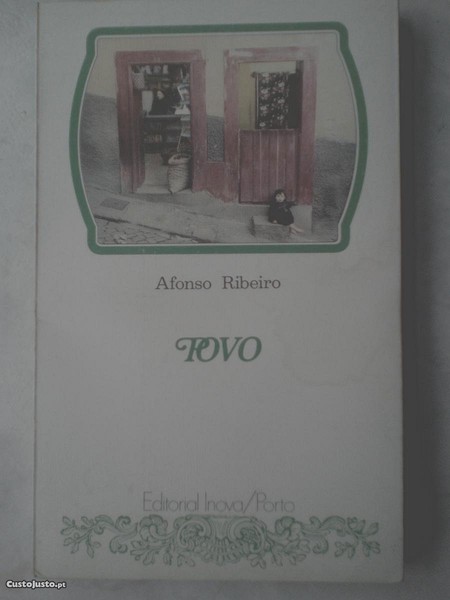 Afonso Ribeiro
POVO
Editorial Inova/Porto
CustoJusto.pt